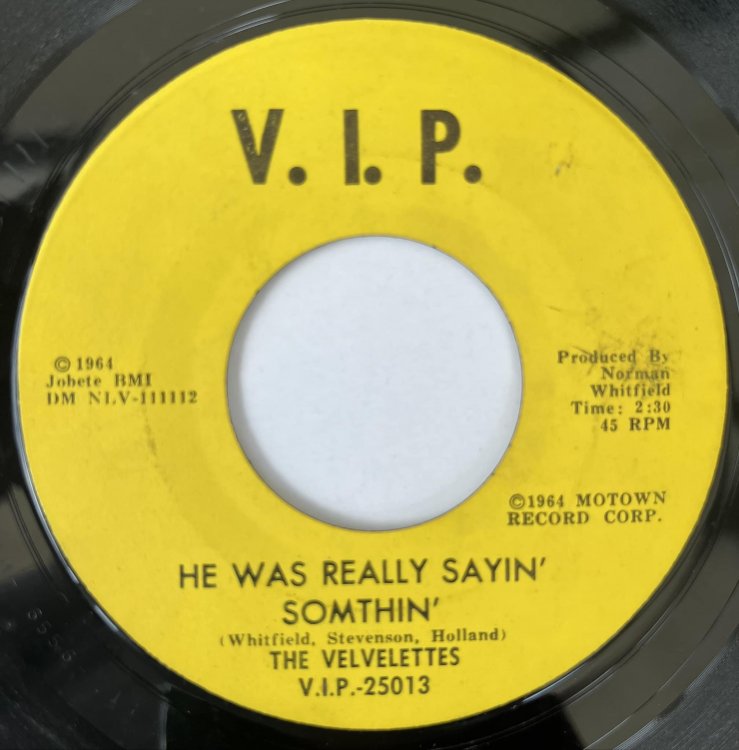 V. I. P.
©1964
Jobete BMI
DM NLV-111112
Produced By
Norman
Whitfield
Time: 2:30
45 RPM
©1964 MOTOWN
RECORD CORP.
HE WAS REALLY SAYIN'
SOMTHIN'
(Whitfield, Stevenson, Holland)
THE VELVELETTES
V.I.P.-25013